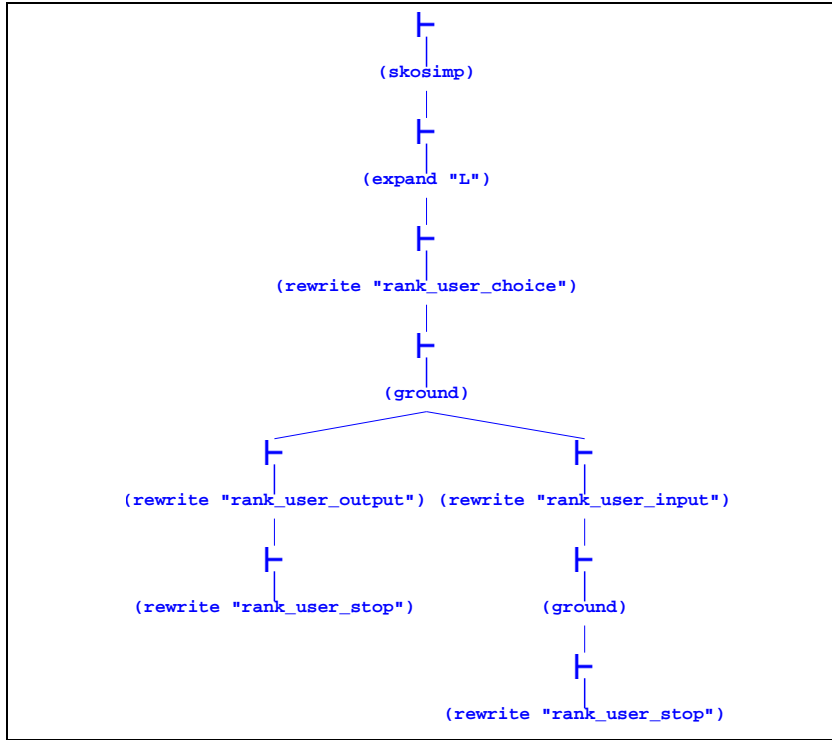 (skosimp)
(expand "L")
(rewrite "rank_user_choice")
(ground)
(rewrite "rank_user_output") (rewrite "rank_user_input")
(rewrite "rank_user_stop") (ground)
(rewrite "rank_user_stop")